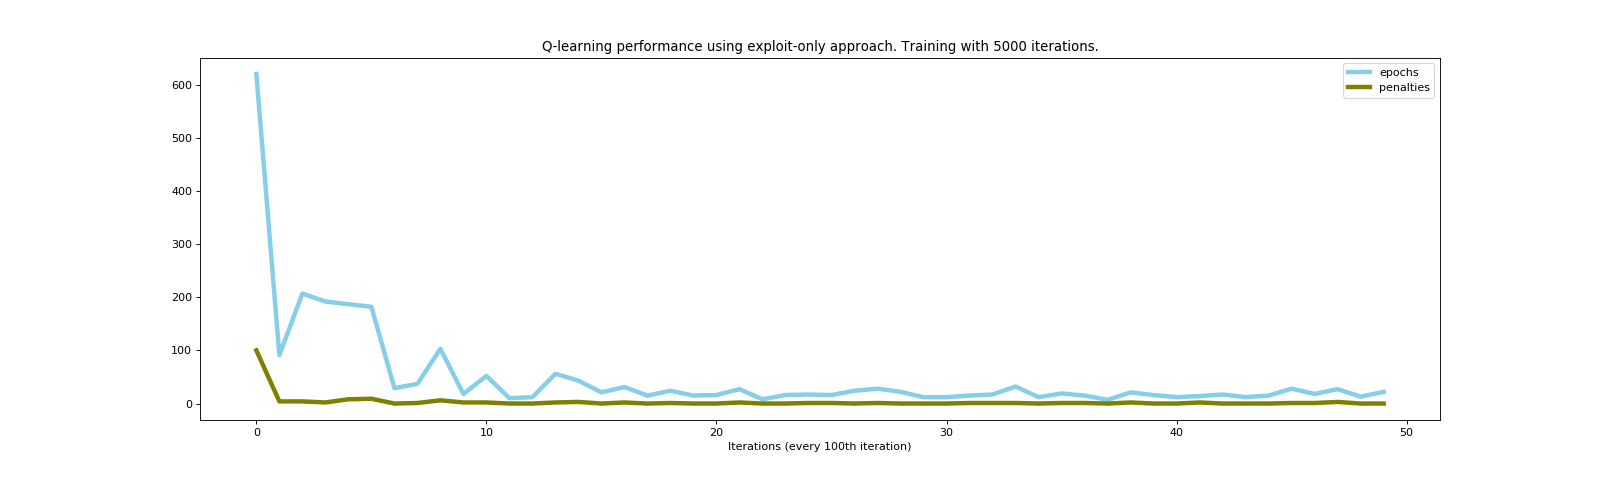 Q-learning performance using exploit-only approach. Training with 5000 iterations.
epochs
penalties
600
500
400
300
200
100
0
0 10 20 30 40 50
Iterations (every 100th iteration)